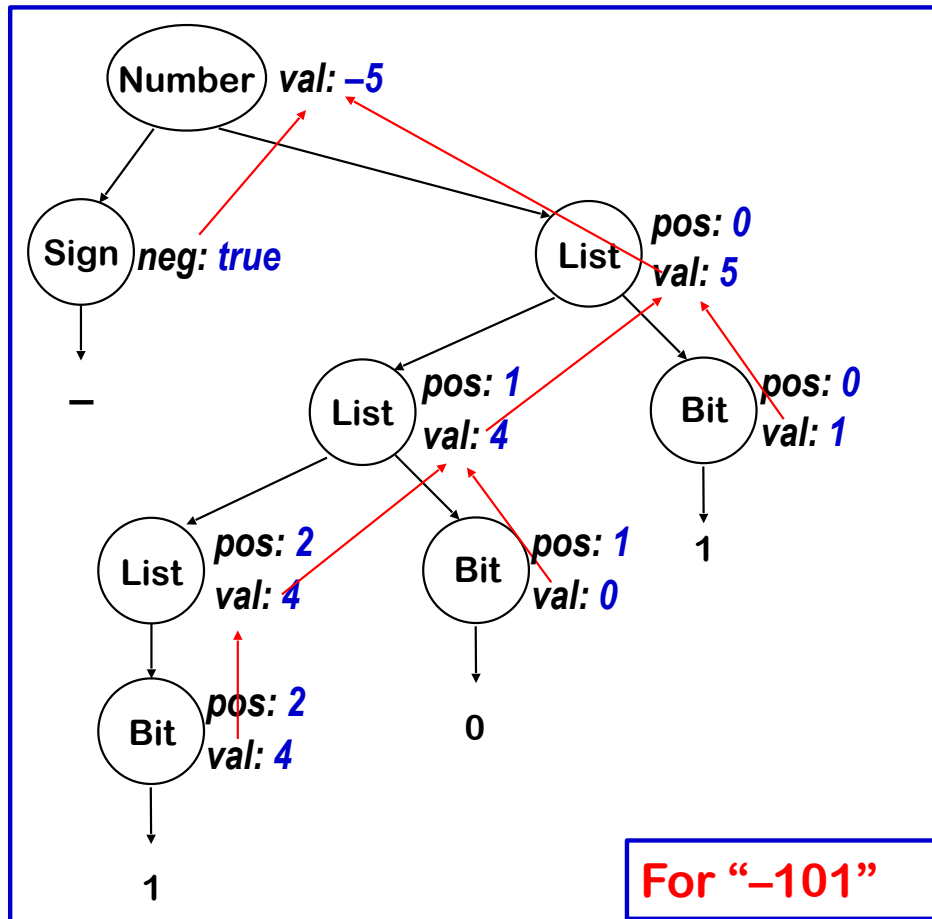 Number val: –5
Sign neg: true
List pos: 0
val: 5
–
List pos: 1
val: 4
Bit pos: 0
val: 1
List pos: 2
val: 4
Bit pos: 1
val: 0
1
Bit pos: 2
val: 4
0
1
For “–101”